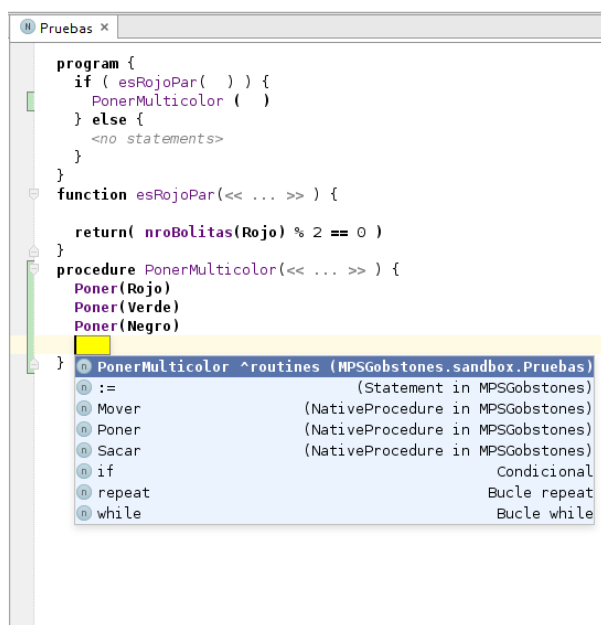 N Pruebas ×
program {
if ( esRojoPar(  ) ) {
PonerMulticolor (  )
} else {
<no statements>
}
}
function esRojoPar(<< ... >> ) {
return( nroBolitas(Rojo) % 2 == 0 )
}
procedure PonerMulticolor(<< ... >> ) {
Poner(Rojo)
Poner(Verde)
Poner(Negro)
}
n PonerMulticolor ^routines (MPSGobstones.sandbox.Pruebas)
n := (Statement in MPSGobstones)
n Mover (NativeProcedure in MPSGobstones)
n Poner (NativeProcedure in MPSGobstones)
n Sacar (NativeProcedure in MPSGobstones)
n if Condicional
n repeat Bucle repeat
n while Bucle while